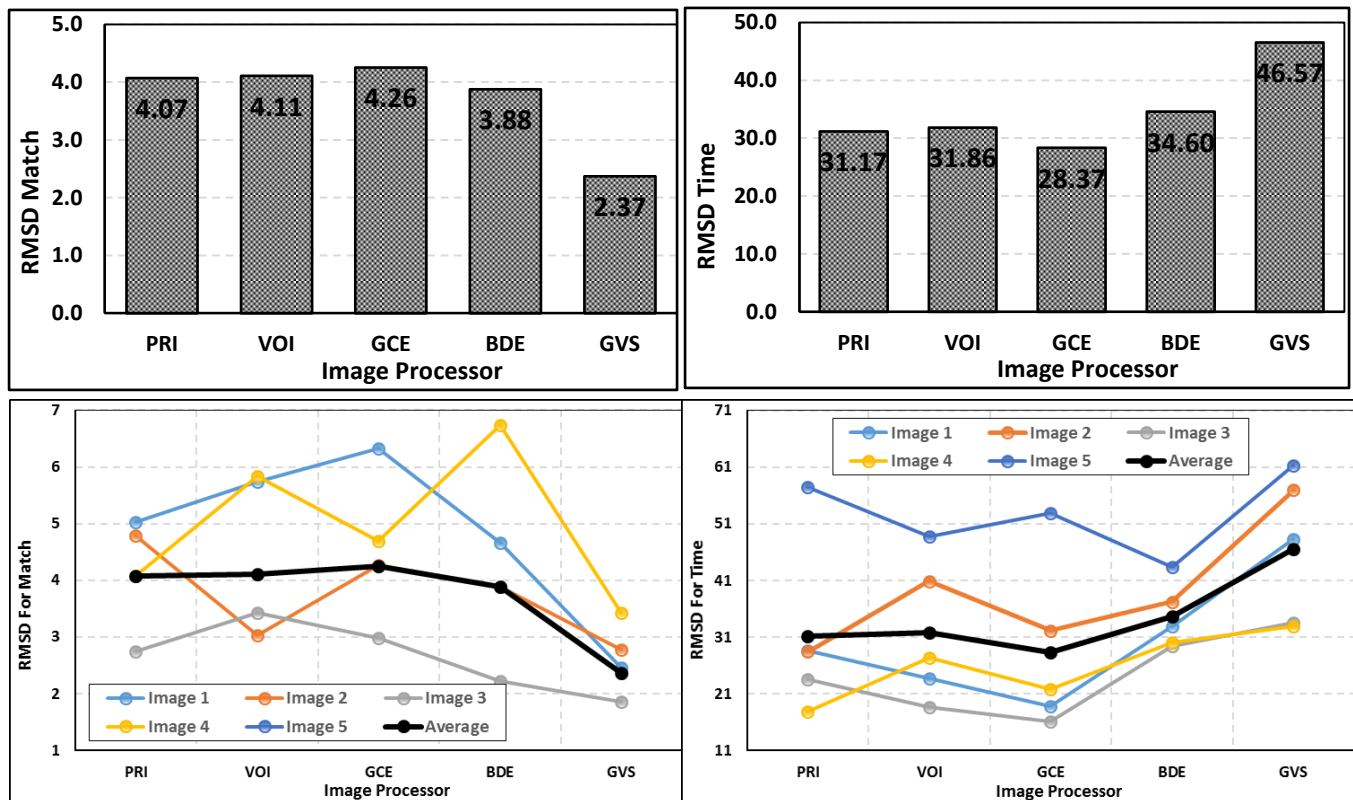 5.0
4.0
3.0
2.0
1.0
0.0
RMSD Match
4.07
4.11
4.26
3.88
2.37
PRI VOI GCE BDE GVS
Image Processor
50.0
40.0
30.0
20.0
10.0
0.0
RMSD Time
31.17
31.86
28.37
34.60
46.57
PRI VOI GCE BDE GVS
Image Processor
7
6
5
4
3
2
1
RMSD For Match
Image 1 Image 2 Image 3
Image 4 Image 5 Average
PRI VOI GCE BDE GVS
Image Processor
71
61
51
41
31
21
11
RMSD For Time
Image 1 Image 2 Image 3
Image 4 Image 5 Average
PRI VOI GCE BDE GVS
Image Processor